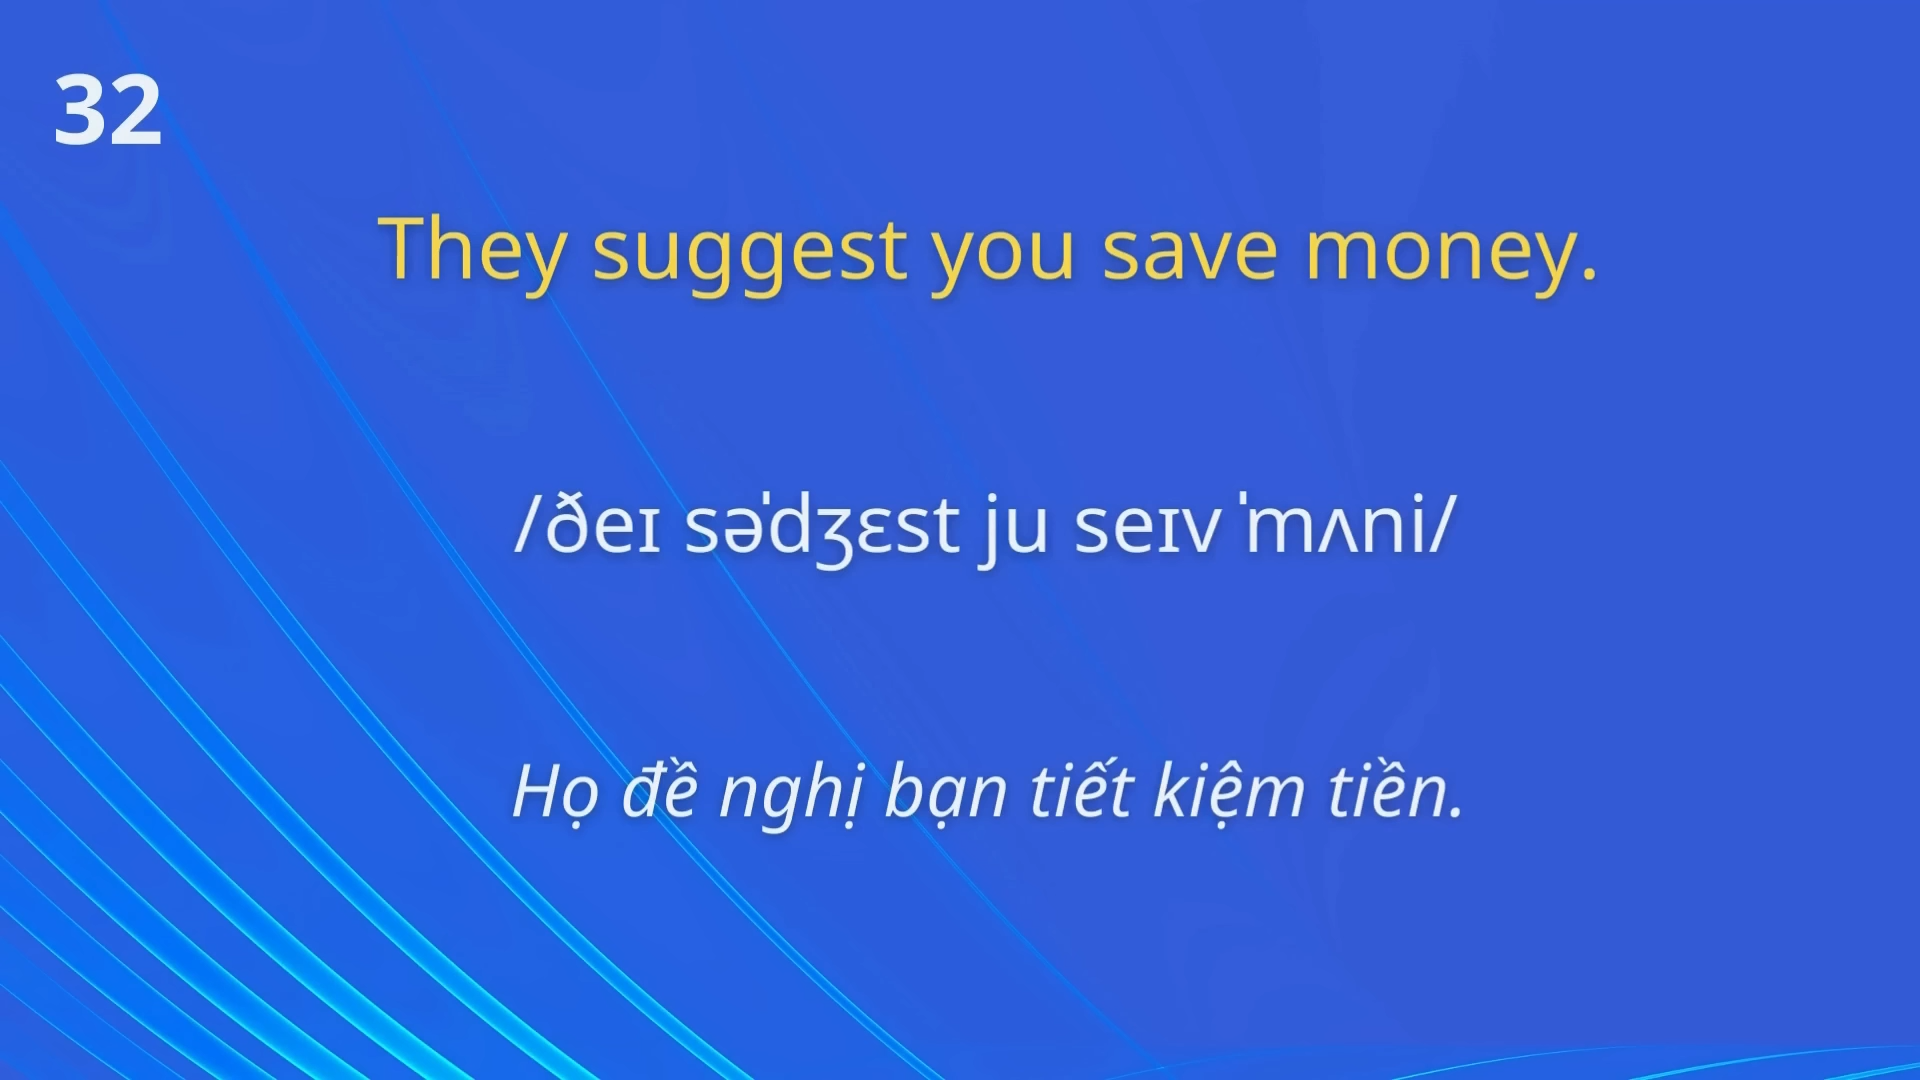 32
They suggest you save money.
/ðeɪ səˈdʒɛst ju seɪv ˈmʌni/
Họ đề nghị bạn tiết kiệm tiền.